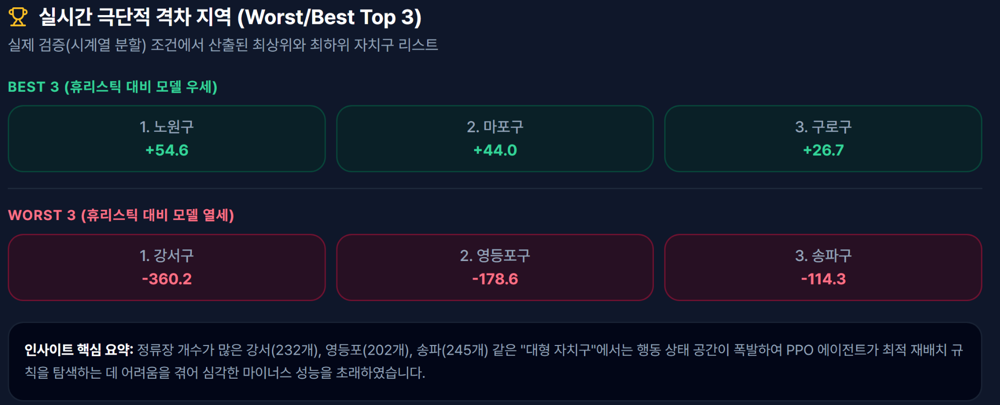 실시간 극단적 격차 지역 (Worst/Best Top 3)
실제 검증(시계열 분할) 조건에서 산출된 최상위와 최하위 자치구 리스트
BEST 3 (휴리스틱 대비 모델 우세)
1. 노원구
+54.6
2. 마포구
+44.0
3. 구로구
+26.7
WORST 3 (휴리스틱 대비 모델 열세)
1. 강서구
-360.2
2. 영등포구
-178.6
3. 송파구
-114.3
인사이트 핵심 요약: 정류장 개수가 많은 강서(232개), 영등포(202개), 송파(245개) 같은 "대형 자치구"에서는 행동 상태 공간이 폭발하여 PPO 에이전트가 최적 재배치 규
칙을 탐색하는 데 어려움을 겪어 심각한 마이너스 성능을 초래하였습니다.